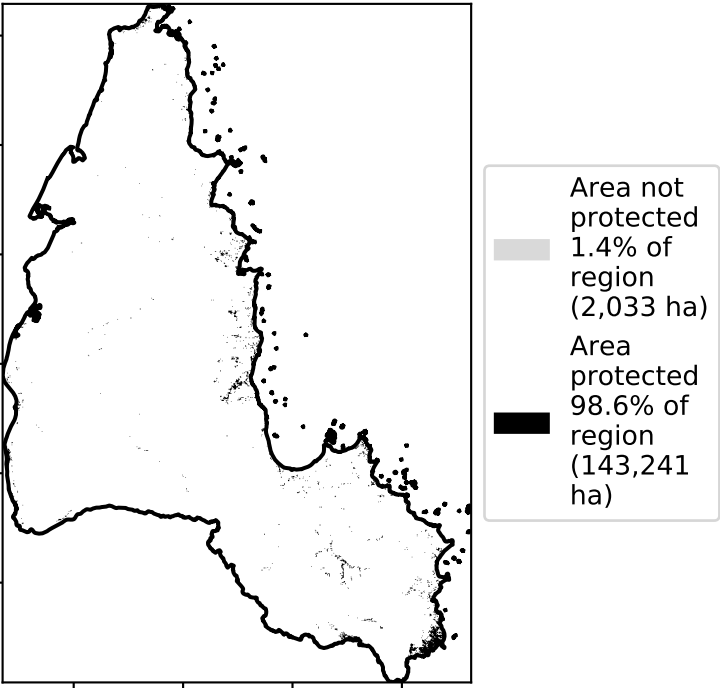 Area not
protected
1.4% of
region
(2,033 ha)
Area
protected
98.6% of
region
(143,241
ha)